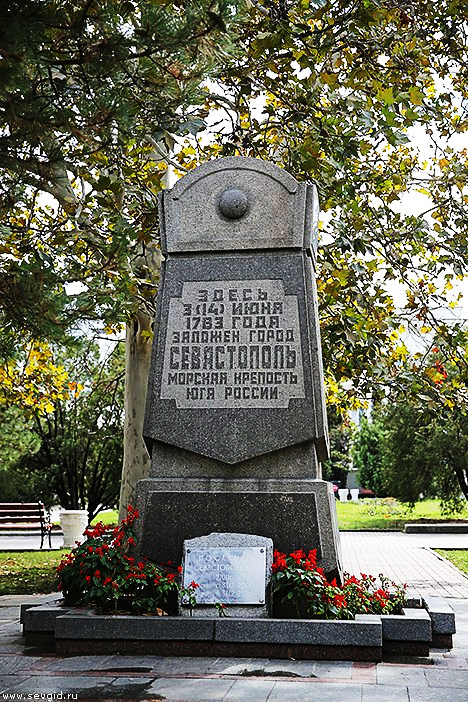 ЗДЕСЬ
3(14) ИЮНЯ
1783 ГОДА
ЗАЛОЖЕН ГОРОД
СЕВАСТОПОЛЬ
МОРСКАЯ КРЕПОСТЬ
ЮГА РОССИИ
www.sevgid.ru